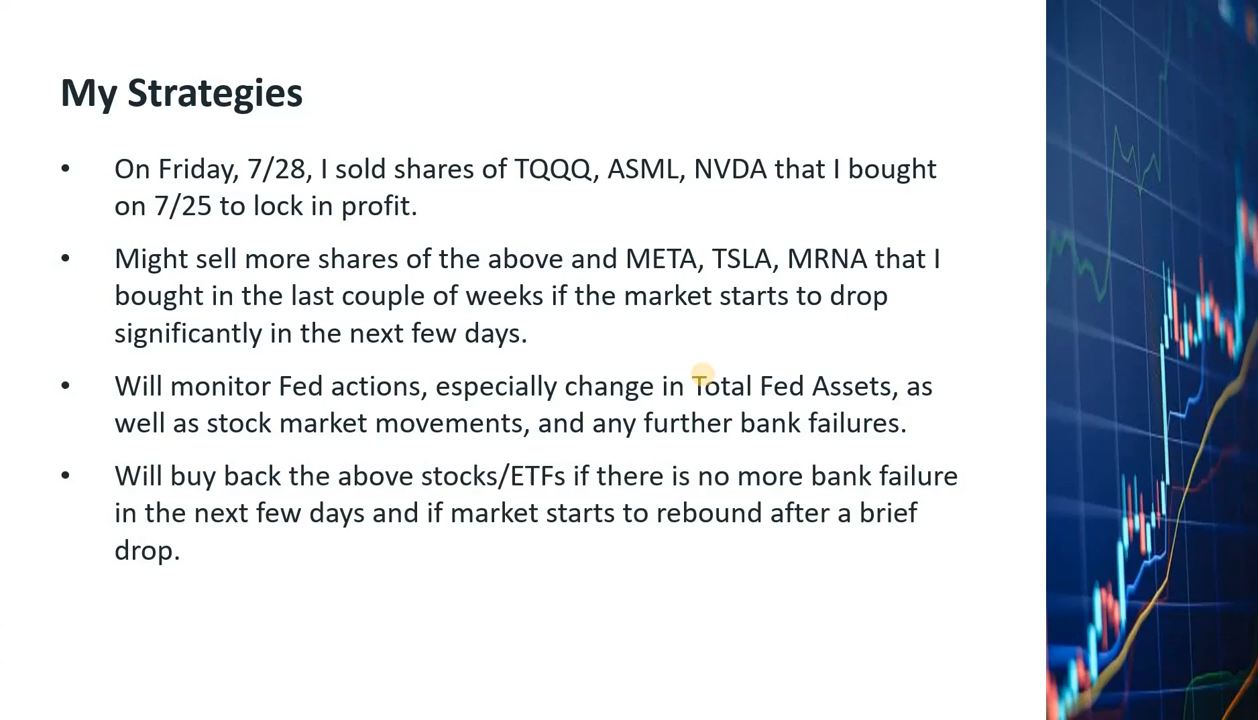 My Strategies
• On Friday, 7/28, I sold shares of TQQQ, ASML, NVDA that I bought
on 7/25 to lock in profit.
• Might sell more shares of the above and META, TSLA, MRNA that I
bought in the last couple of weeks if the market starts to drop
significantly in the next few days.
• Will monitor Fed actions, especially change in Total Fed Assets, as
well as stock market movements, and any further bank failures.
• Will buy back the above stocks/ETFs if there is no more bank failure
in the next few days and if market starts to rebound after a brief
drop.